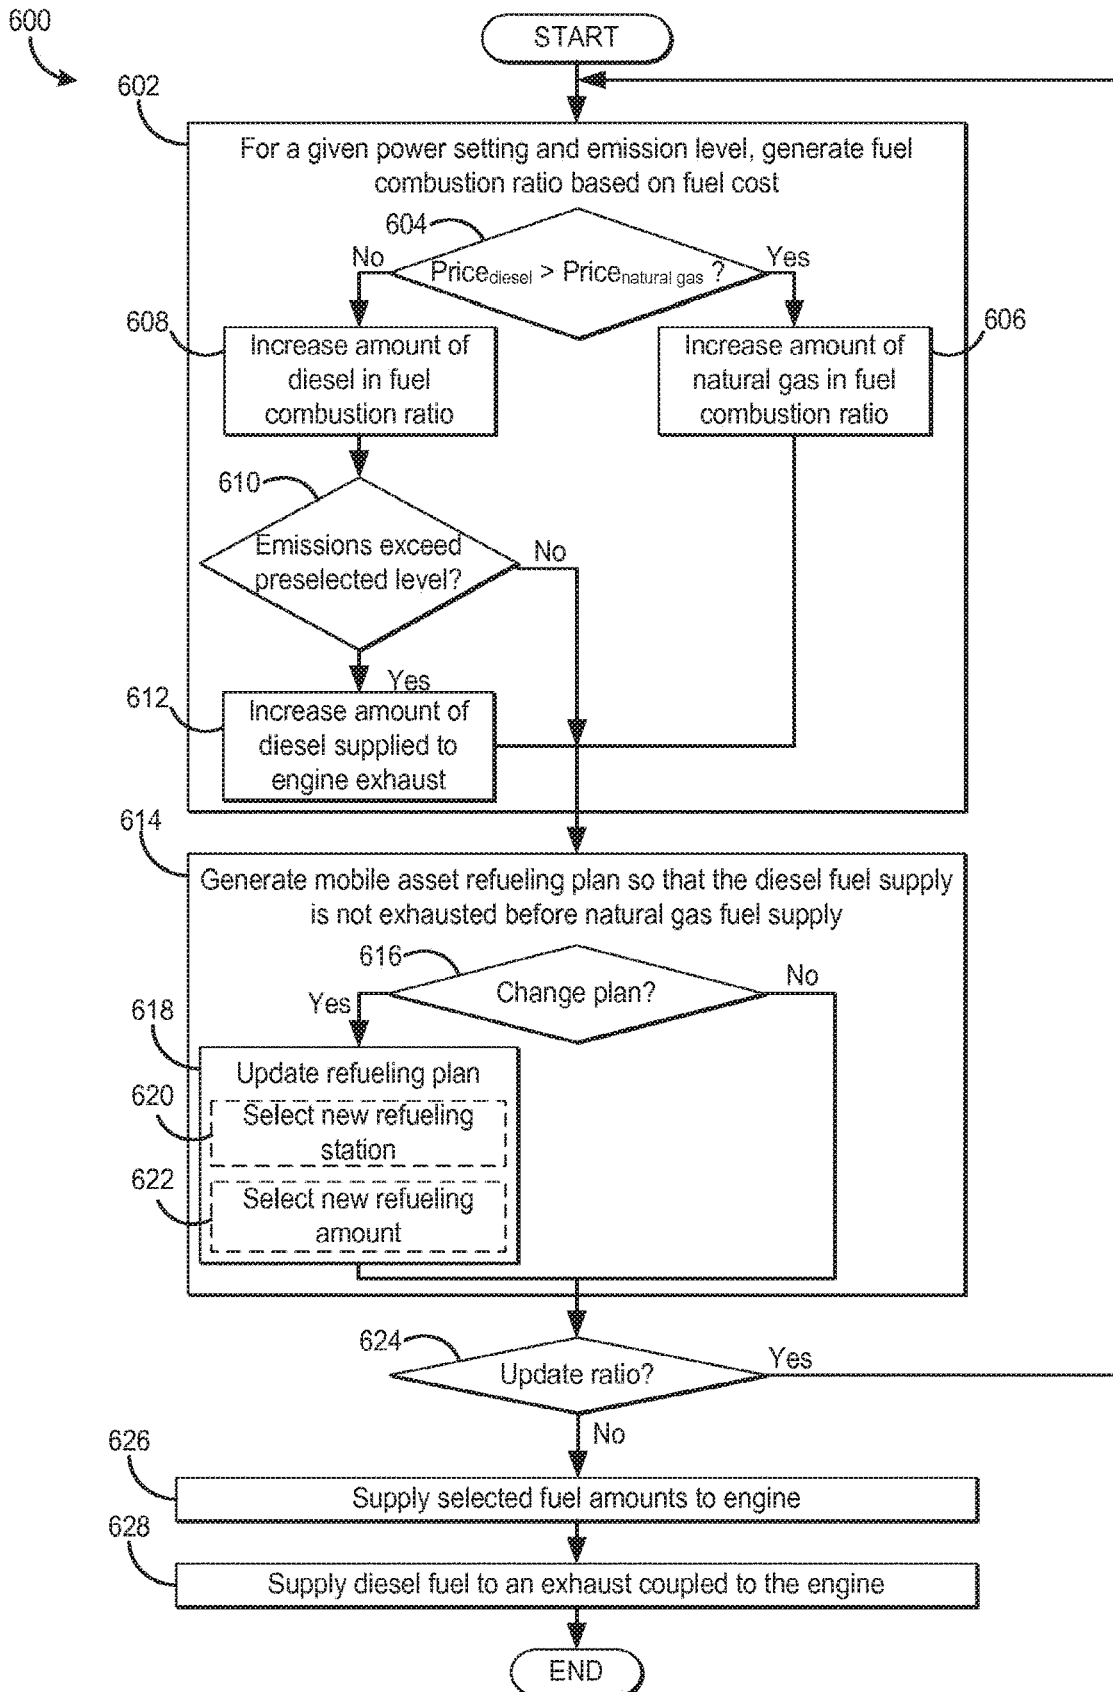 600
START
602
For a given power setting and emission level, generate fuel
combustion ratio based on fuel cost
604
No
Pricediesel > Pricenatural gas ?
Yes
608
Increase amount of
diesel in fuel
combustion ratio
606
Increase amount of
natural gas in fuel
combustion ratio
610
Emissions exceed
preselected level?
No
Yes
612
Increase amount of
diesel supplied to
engine exhaust
614
Generate mobile asset refueling plan so that the diesel fuel supply
is not exhausted before natural gas fuel supply
616
Change plan?
No
Yes
618
Update refueling plan
620
Select new refueling
station
622
Select new refueling
amount
624
Update ratio?
Yes
No
626
Supply selected fuel amounts to engine
628
Supply diesel fuel to an exhaust coupled to the engine
END